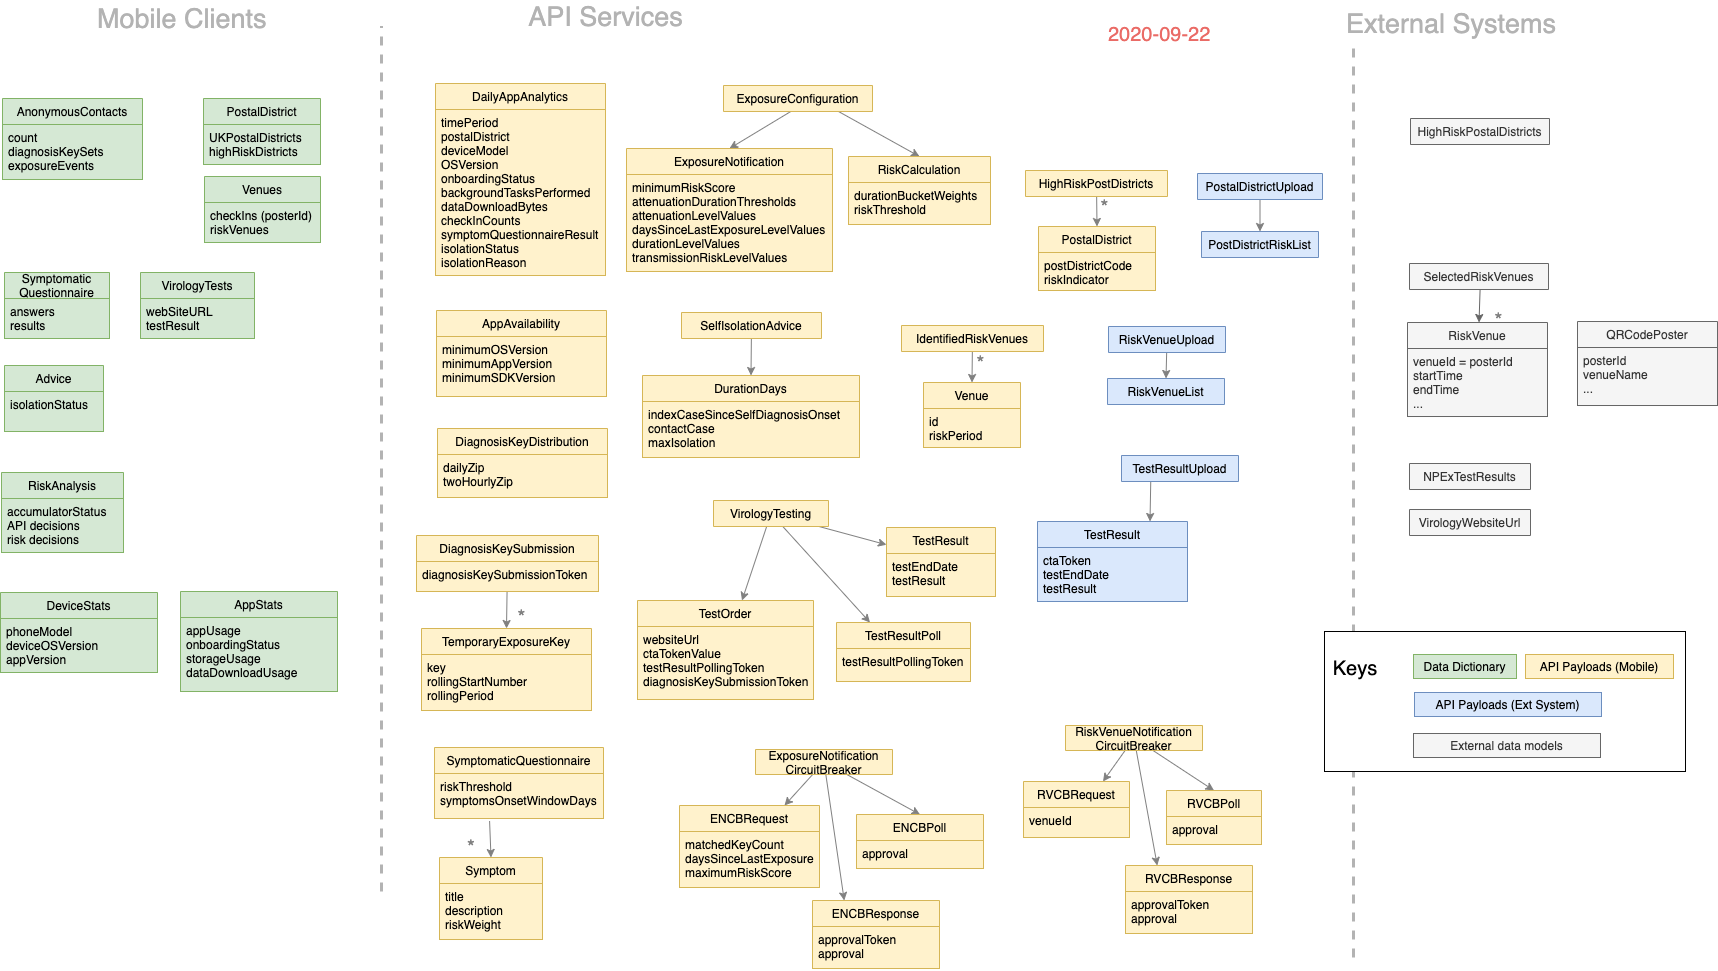 Mobile Clients
API Services
2020-09-22
External Systems
AnonymousContacts
count
diagnosisKeySets
exposureEvents
PostalDistrict
UKPostalDistricts
highRiskDistricts
Venues
checkIns (posterId)
riskVenues
Symptomatic
Questionnaire
answers
results
VirologyTests
webSiteURL
testResult
Advice
isolationStatus
RiskAnalysis
accumulatorStatus
API decisions
risk decisions
DeviceStats
phoneModel
deviceOSVersion
appVersion
AppStats
appUsage
onboardingStatus
storageUsage
dataDownloadUsage
DailyAppAnalytics
timePeriod
postalDistrict
deviceModel
OSVersion
onboardingStatus
backgroundTasksPerformed
dataDownloadBytes
checkInCounts
symptomQuestionnaireResult
isolationStatus
isolationReason
ExposureConfiguration
ExposureNotification
minimumRiskScore
attenuationDurationThresholds
attenuationLevelValues
daysSinceLastExposureLevelValues
durationLevelValues
transmissionRiskLevelValues
RiskCalculation
durationBucketWeights
riskThreshold
HighRiskPostDistricts
*
PostalDistrict
postDistrictCode
riskIndicator
PostalDistrictUpload
PostDistrictRiskList
AppAvailability
minimumOSVersion
minimumAppVersion
minimumSDKVersion
SelfIsolationAdvice
DurationDays
indexCaseSinceSelfDiagnosisOnset
contactCase
maxIsolation
IdentifiedRiskVenues
*
Venue
id
riskPeriod
RiskVenueUpload
RiskVenueList
DiagnosisKeyDistribution
dailyZip
twoHourlyZip
TestResultUpload
TestResult
ctaToken
testEndDate
testResult
VirologyTesting
TestResult
testEndDate
testResult
TestOrder
websiteUrl
ctaTokenValue
testResultPollingToken
diagnosisKeySubmissionToken
TestResultPoll
testResultPollingToken
DiagnosisKeySubmission
diagnosisKeySubmissionToken
*
TemporaryExposureKey
key
rollingStartNumber
rollingPeriod
SymptomaticQuestionnaire
riskThreshold
symptomsOnsetWindowDays
*
Symptom
title
description
riskWeight
ExposureNotification
CircuitBreaker
ENCBRequest
matchedKeyCount
daysSinceLastExposure
maximumRiskScore
ENCBPoll
approval
ENCBResponse
approvalToken
approval
RiskVenueNotification
CircuitBreaker
RVCBRequest
venueId
RVCBPoll
approval
RVCBResponse
approvalToken
approval
HighRiskPostalDistricts
SelectedRiskVenues
*
RiskVenue
venueId = posterId
startTime
endTime
...
QRCodePoster
posterId
venueName
...
NPExTestResults
VirologyWebsiteUrl
Keys
Data Dictionary
API Payloads (Mobile)
API Payloads (Ext System)
External data models